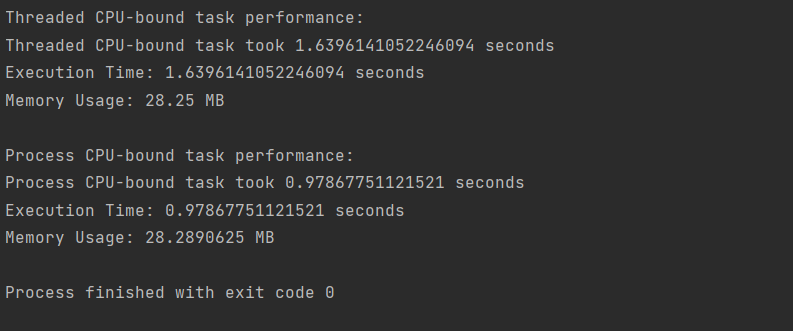 Threaded CPU-bound task performance:
Threaded CPU-bound task took 1.6396141052246094 seconds
Execution Time: 1.6396141052246094 seconds
Memory Usage: 28.25 MB
Process CPU-bound task performance:
Process CPU-bound task took 0.97867751121521 seconds
Execution Time: 0.97867751121521 seconds
Memory Usage: 28.2890625 MB
Process finished with exit code 0